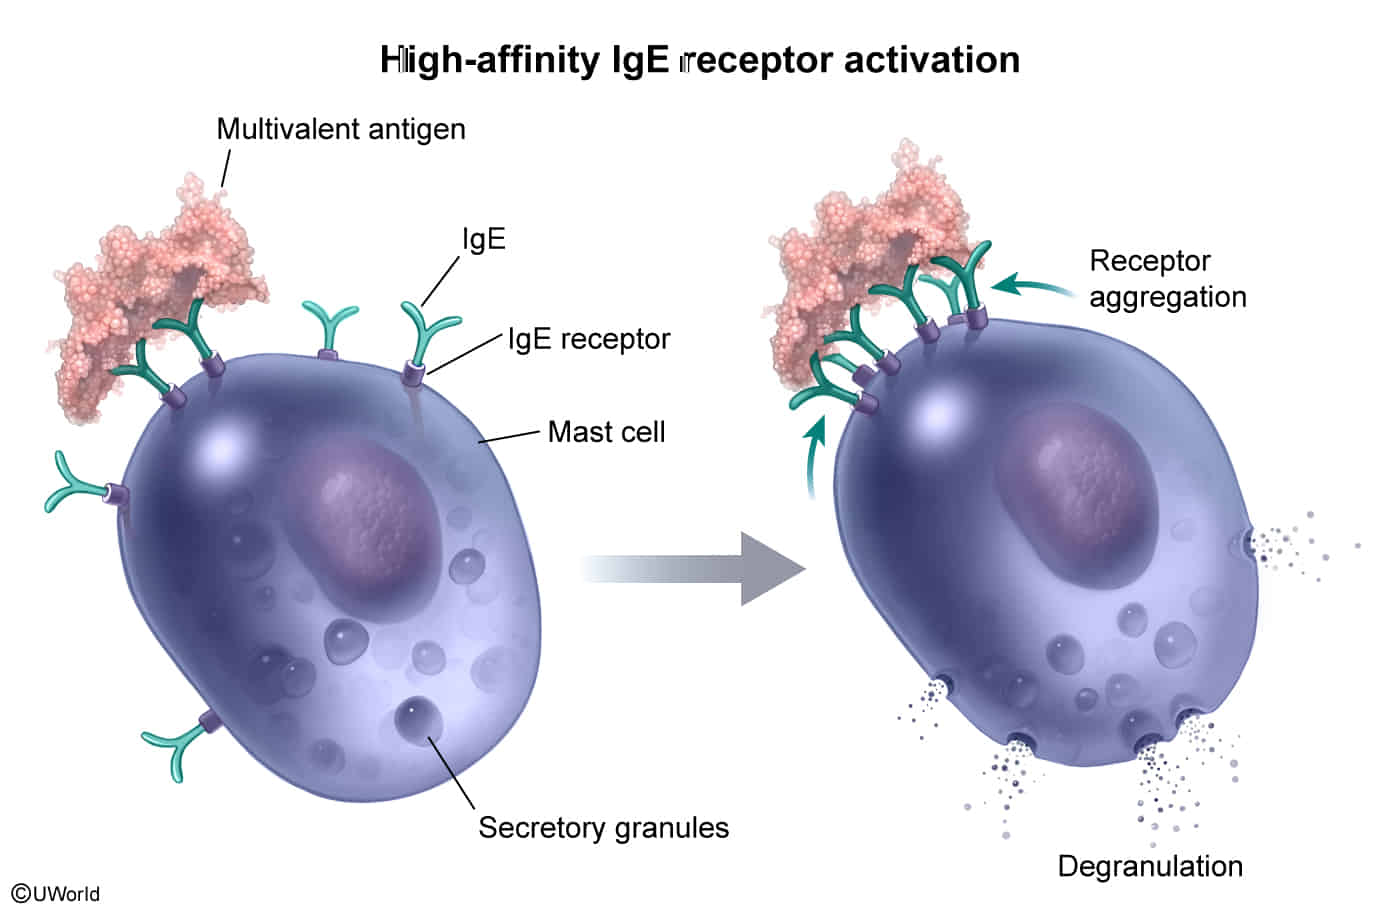 High-affinity IgE receptor activation
Multivalent antigen
IgE
IgE receptor
Mast cell
Secretory granules
Receptor
aggregation
Degranulation
©UWorld